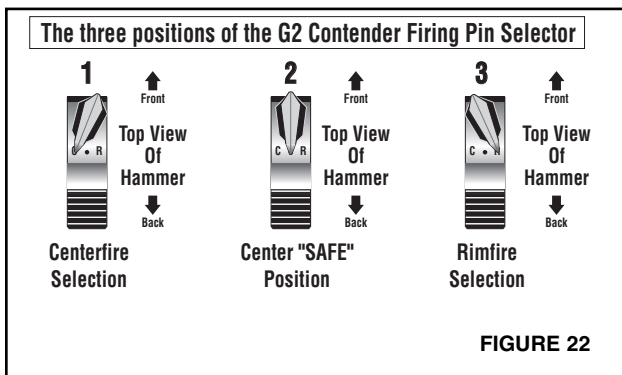 The three positions of the G2 Contender Firing Pin Selector
1
Front
C • R
Top View
Of
Hammer
Back
Centerfire
Selection
2
Front
C R
Top View
Of
Hammer
Back
Center "SAFE"
Position
3
Front
C •
Top View
Of
Hammer
Back
Rimfire
Selection
FIGURE 22